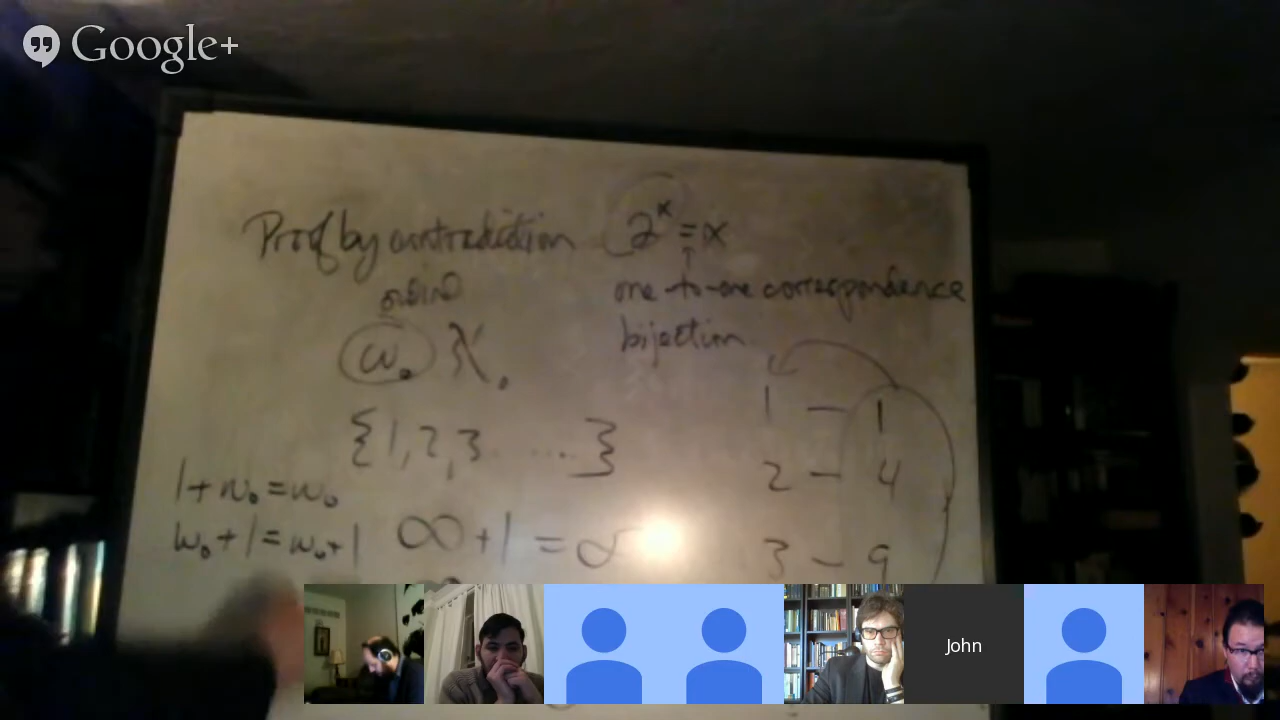 Google+
Proof by contradiction 2^x = x
↑
one-to-one correspondence
ordinal
bijection
ω₀ ℵ₀
1 – 1
{1, 2, 3 ..... }
2 – 4
1+ω₀=ω₀
ω₀+1=ω₀+1 ∞+1=∞
3 – 9
John